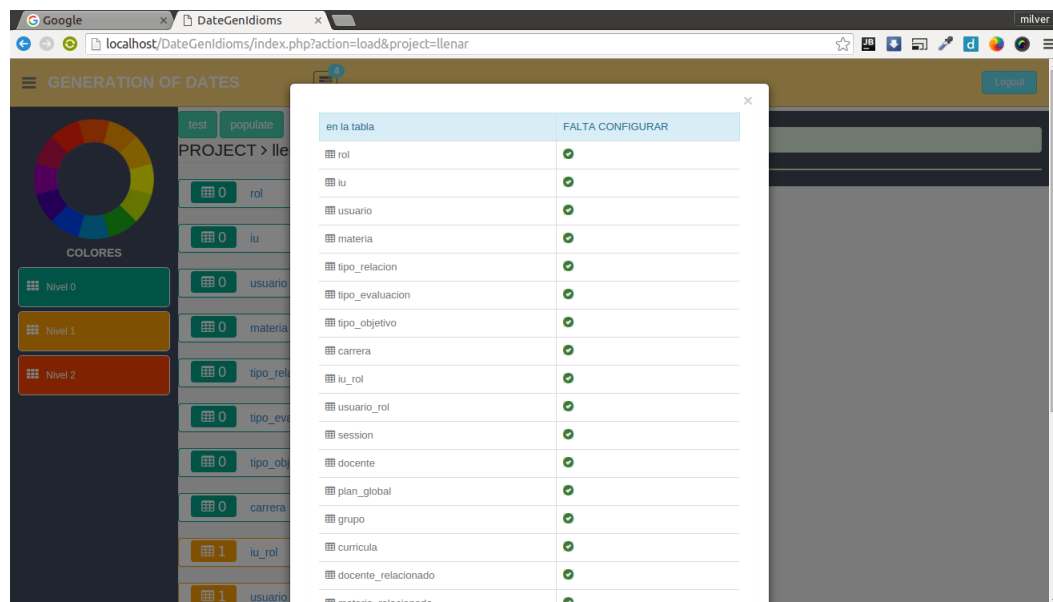 Google
DateGenIdioms
milver
localhost/DateGenIdioms/index.php?action=load&project=llenar
JB
d
GENERATION OF DATES
4
Logout
test
populate
PROJECT > lle
COLORES
Nivel 0
Nivel 1
Nivel 2
0 rol
0 iu
0 usuario
0 materia
0 tipo_rela
0 tipo_eva
0 tipo_obj
0 carrera
1 iu_rol
1 usuario
×
en la tabla FALTA CONFIGURAR
rol
iu
usuario
materia
tipo_relacion
tipo_evaluacion
tipo_objetivo
carrera
iu_rol
usuario_rol
session
docente
plan_global
grupo
curricula
docente_relacionado
materia_relacionada